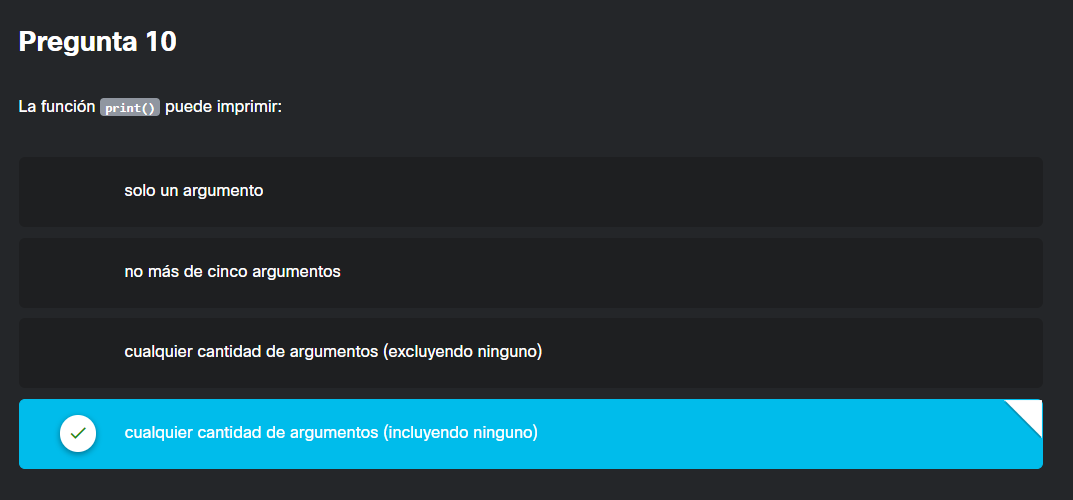 Pregunta 10
La función print() puede imprimir:
solo un argumento
no más de cinco argumentos
cualquier cantidad de argumentos (excluyendo ninguno)
cualquier cantidad de argumentos (incluyendo ninguno)